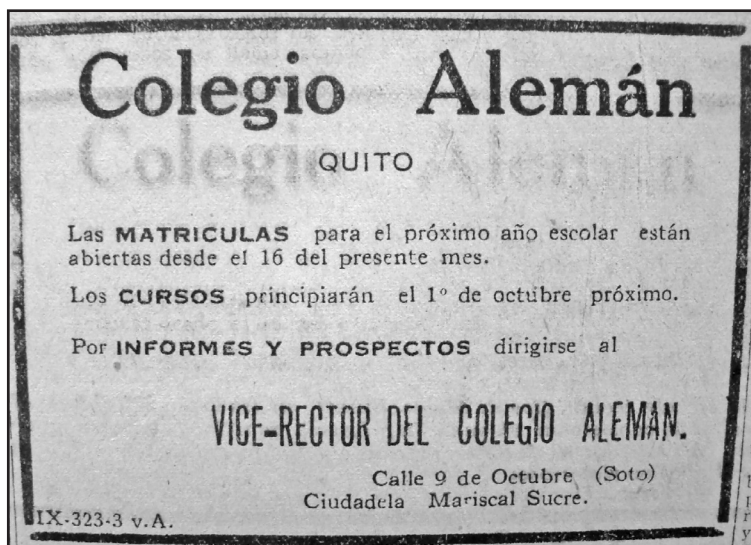 Colegio Alemán
QUITO
Las MATRICULAS para el próximo año escolar están
abiertas desde el 16 del presente mes.
Los CURSOS principiarán el 1º de octubre próximo.
Por INFORMES Y PROSPECTOS dirigirse al
VICE-RECTOR DEL COLEGIO ALEMAN.
Calle 9 de Octubre (Soto)
Ciudadela Mariscal Sucre.
IX-323-3 v.A.